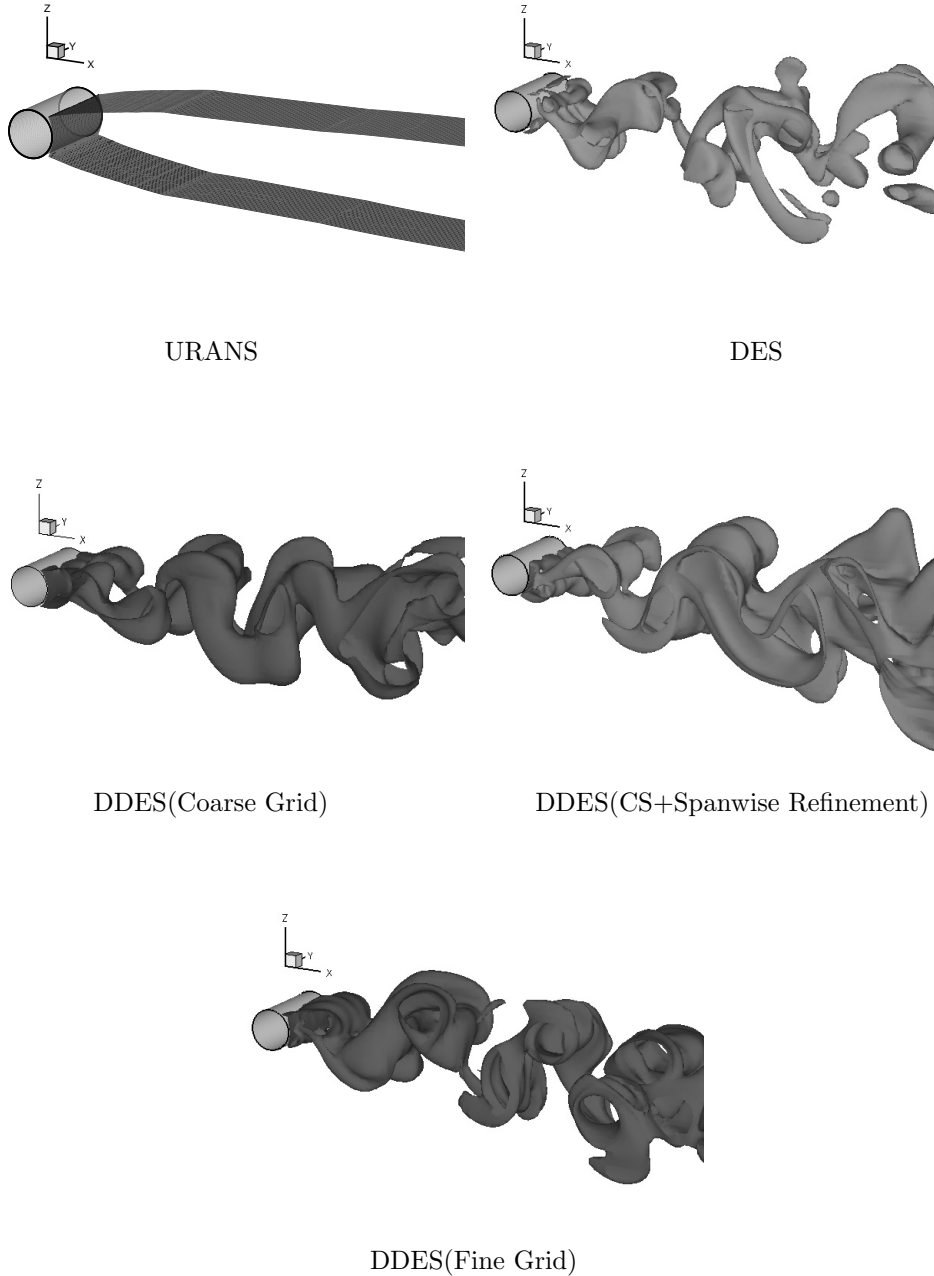 Z
Y
X
Z
Y
X
URANS
DES
Z
Y
X
Z
Y
X
DDES(Coarse Grid)
DDES(CS+Spanwise Refinement)
Z
Y
X
DDES(Fine Grid)